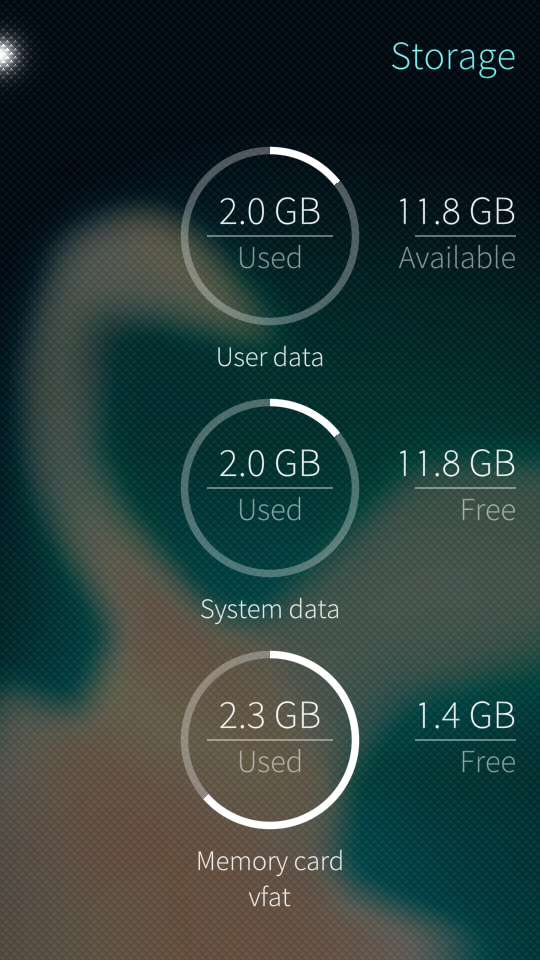 Storage
2.0 GB
Used
11.8 GB
Available
User data
2.0 GB
Used
11.8 GB
Free
System data
2.3 GB
Used
1.4 GB
Free
Memory card
vfat